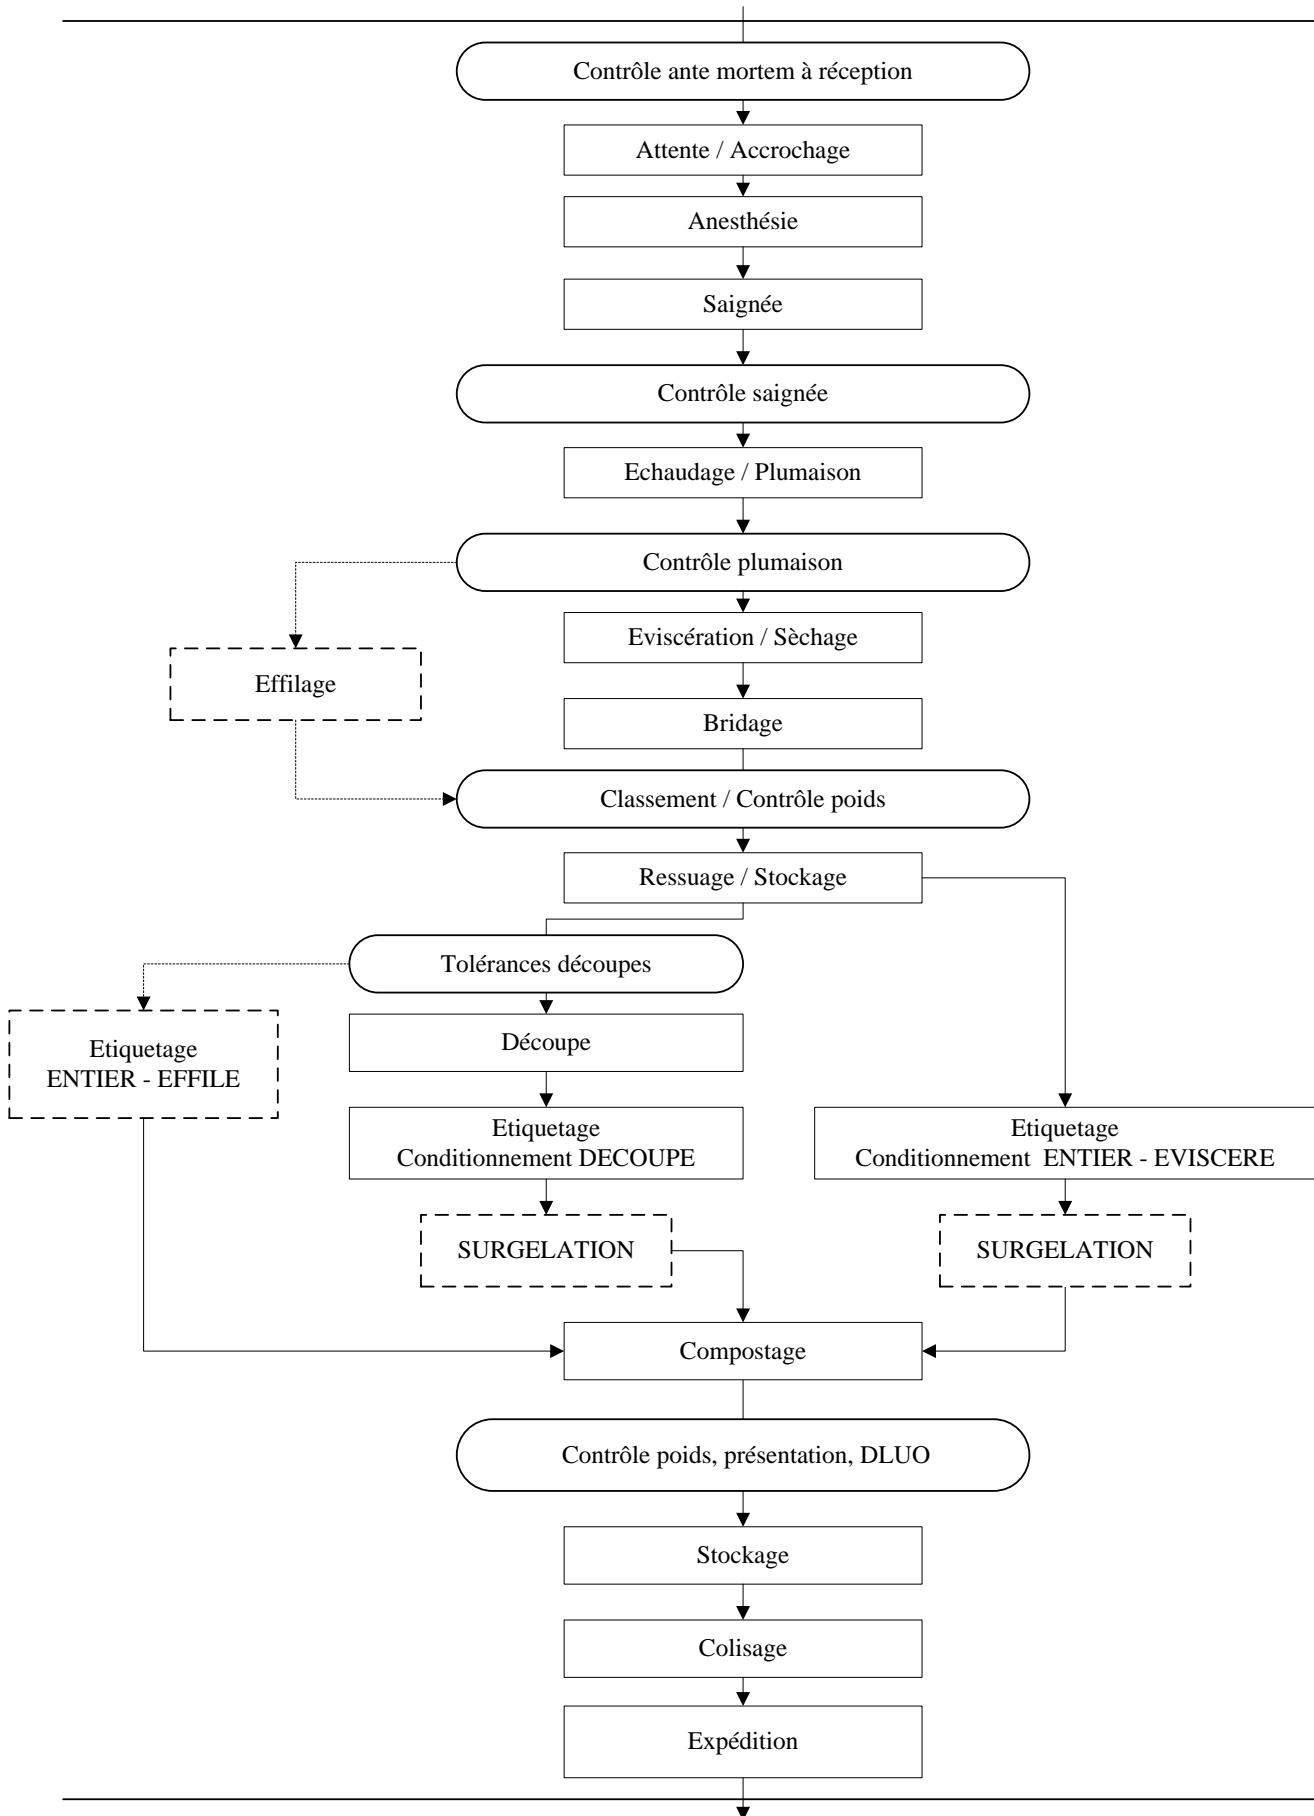 Contrôle ante mortem à réception
Attente / Accrochage
Anesthésie
Saignée
Contrôle saignée
Echaudage / Plumaison
Contrôle plumaison
Eviscération / Sèchage
Effilage
Bridage
Classement / Contrôle poids
Ressuage / Stockage
Tolérances découpes
Etiquetage
ENTIER - EFFILE
Découpe
Etiquetage
Conditionnement DECOUPE
Etiquetage
Conditionnement ENTIER - EVISCERE
SURGELATION
SURGELATION
Compostage
Contrôle poids, présentation, DLUO
Stockage
Colisage
Expédition